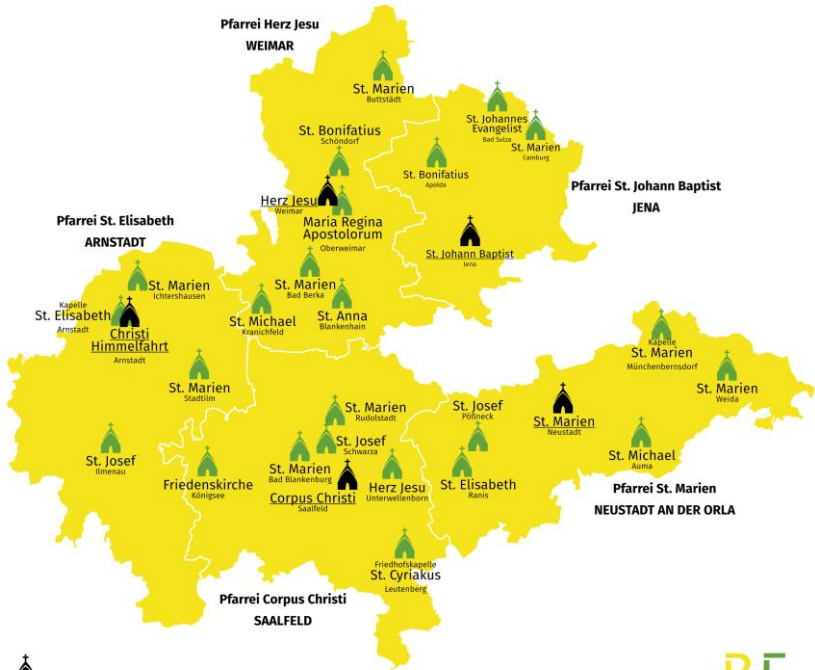 Pfarrei Herz Jesu
WEIMAR
St. Marien
Buttstädt
St. Bonifatius
Schöndorf
Herz Jesu
Weimar
Maria Regina
Apostolorum
Oberweimar
St. Marien
Bad Berka
St. Anna
Blankenhain
St. Michael
Kranichfeld
St. Johannes
Evangelist
Bad Sulza
St. Marien
Camburg
St. Bonifatius
Apolda
St. Johann Baptist
Jena
Pfarrei St. Johann Baptist
JENA
Pfarrei St. Elisabeth
ARNSTADT
St. Marien
Ichtershausen
Kapelle
St. Elisabeth
Arnstadt
Christi
Himmelfahrt
Arnstadt
St. Marien
Stadtilm
St. Josef
Ilmenau
Friedenskirche
Königsee
St. Marien
Rudolstadt
St. Josef
Schwarza
St. Marien
Bad Blankenburg
Corpus Christi
Saalfeld
Herz Jesu
Unterwellenborn
Friedhofskapelle
St. Cyriakus
Leutenberg
Pfarrei Corpus Christi
SAALFELD
St. Josef
Pößneck
St. Elisabeth
Ranis
St. Marien
Neustadt
Kapelle
St. Marien
Münchenbernsdorf
St. Marien
Weida
St. Michael
Auma
Pfarrei St. Marien
NEUSTADT AN DER ORLA